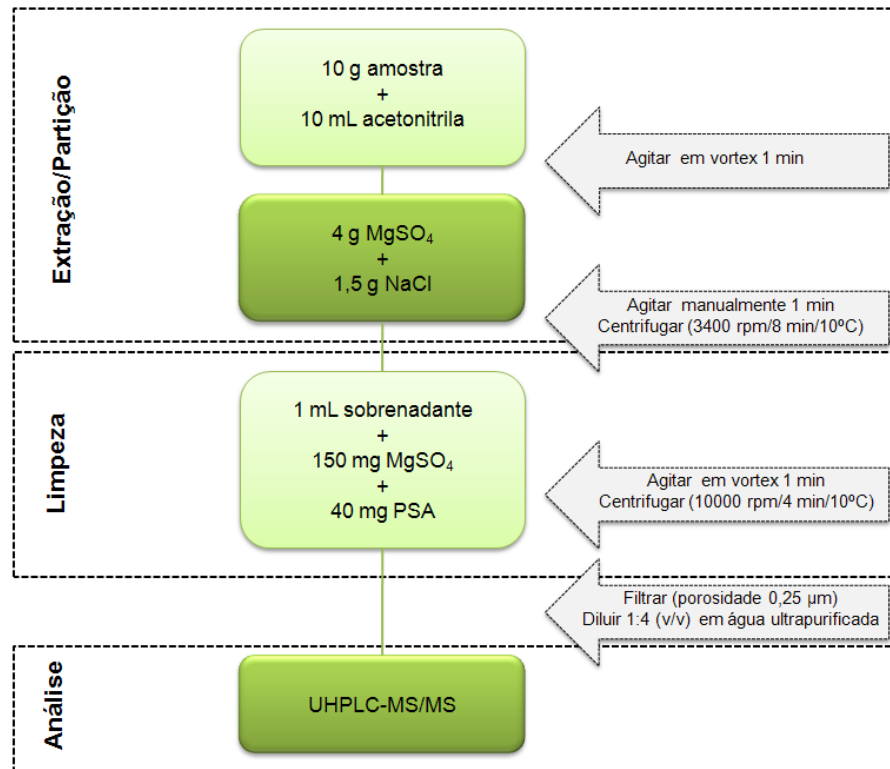 Extração/Partição
10 g amostra
+
10 mL acetonitrila
Agitar em vortex 1 min
4 g MgSO₄
+
1,5 g NaCl
Agitar manualmente 1 min
Centrifugar (3400 rpm/8 min/10ºC)
Limpeza
1 mL sobrenadante
+
150 mg MgSO₄
+
40 mg PSA
Agitar em vortex 1 min
Centrifugar (10000 rpm/4 min/10ºC)
Filtrar (porosidade 0,25 µm)
Diluir 1:4 (v/v) em água ultrapurificada
Análise
UHPLC-MS/MS